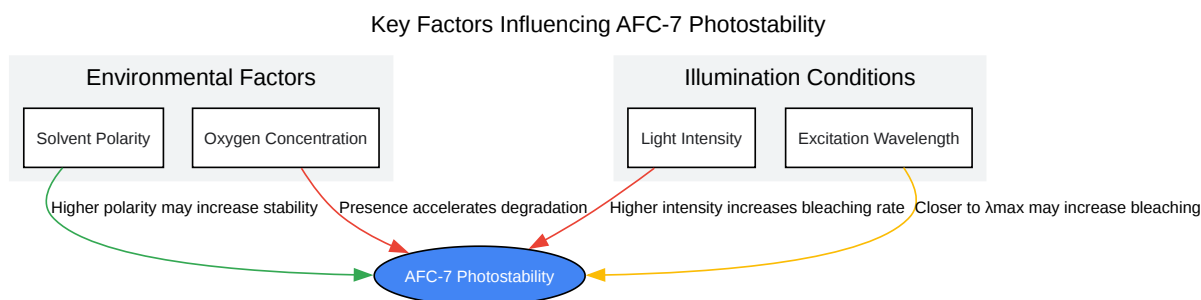 Key Factors Influencing AFC-7 Photostability
Environmental Factors
Illumination Conditions
Solvent Polarity
Oxygen Concentration
Light Intensity
Excitation Wavelength
Higher polarity may increase stability
Presence accelerates degradation
Higher intensity increases bleaching rate
Closer to λmax may increase bleaching
AFC-7 Photostability